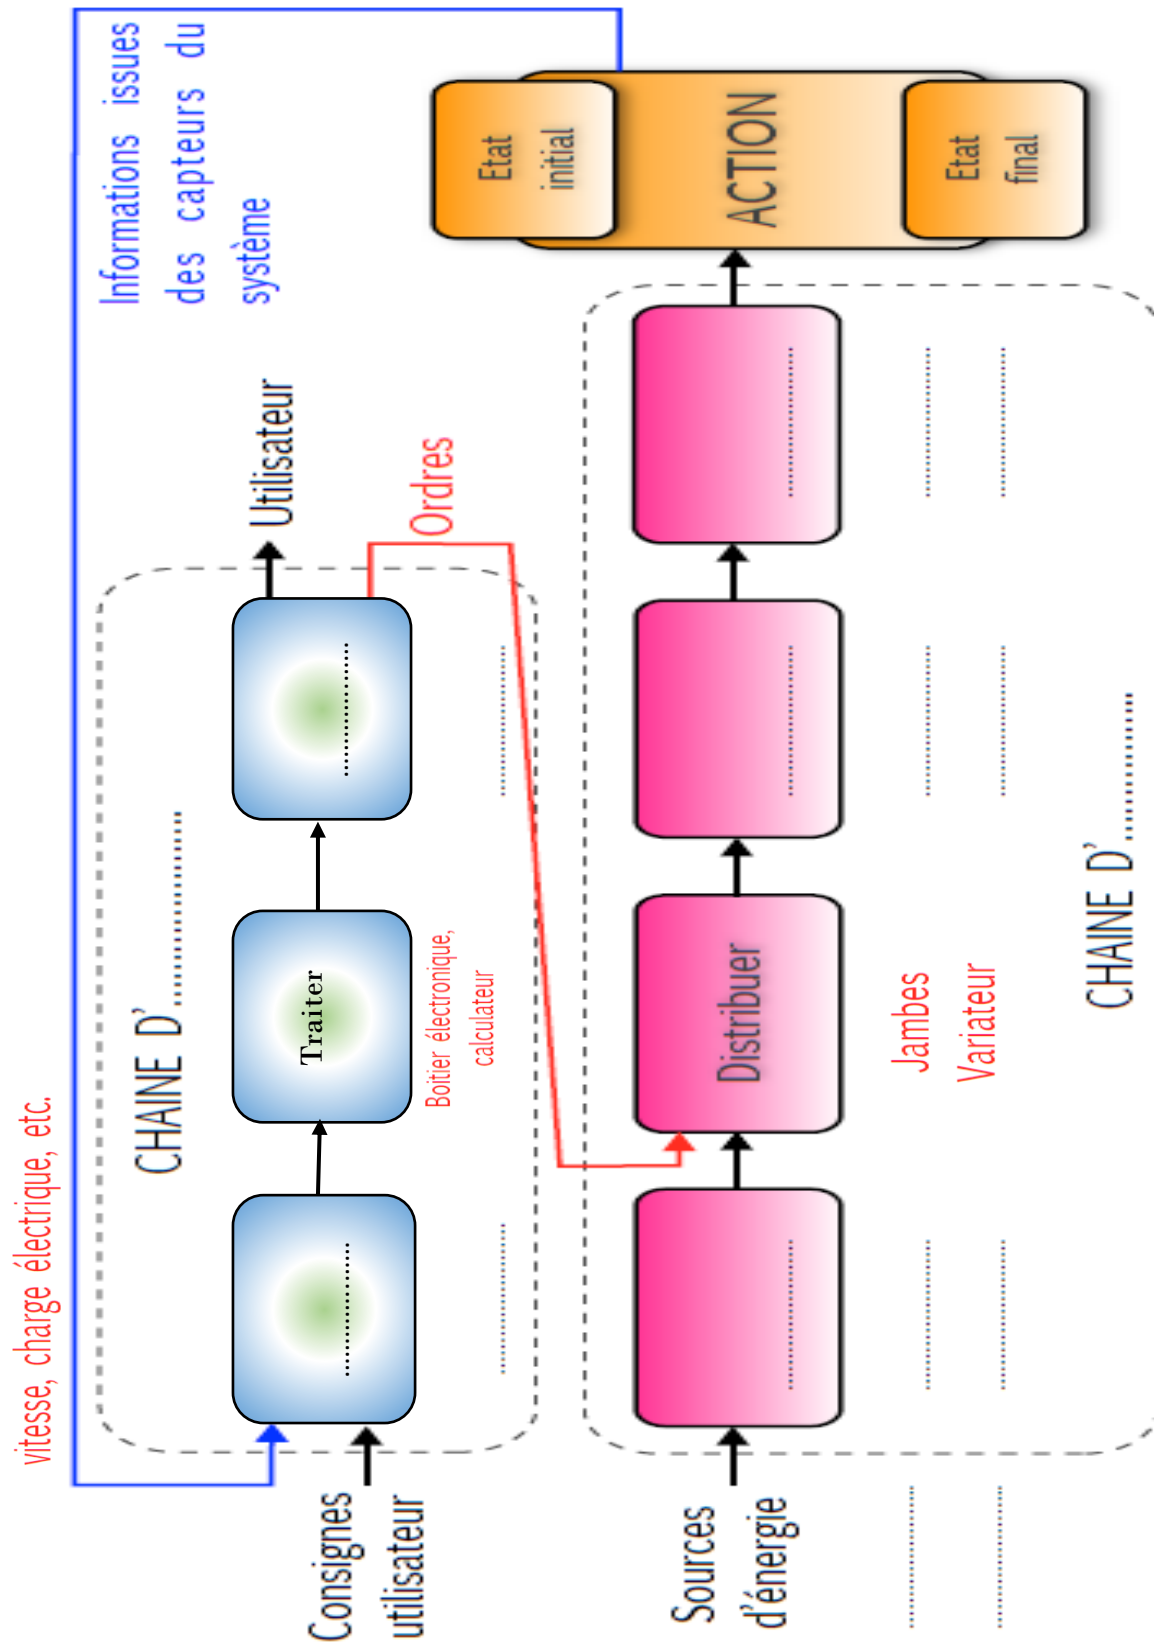 vitesse, charge électrique, etc.
Informations issues
des capteurs du
système
CHAINE D’....................
Utilisateur
Traiter
Boitier électronique,
calculateur
Ordres
Consignes
utilisateur
Etat
initial
ACTION
Etat
final
Sources
d’énergie
Distribuer
Jambes
Variateur
CHAINE D’...............